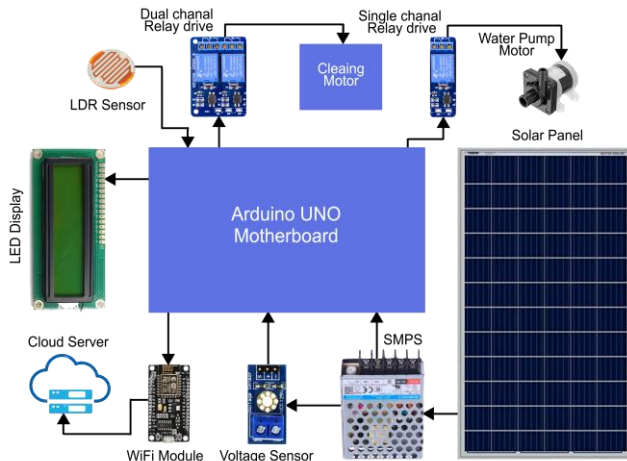 Dual chanal
Relay drive
Single chanal
Relay drive
Water Pump
Motor
LDR Sensor
Cleaing
Motor
Solar Panel
LED Display
Arduino UNO
Motherboard
Cloud Server
SMPS
WiFi Module
Voltage Sensor